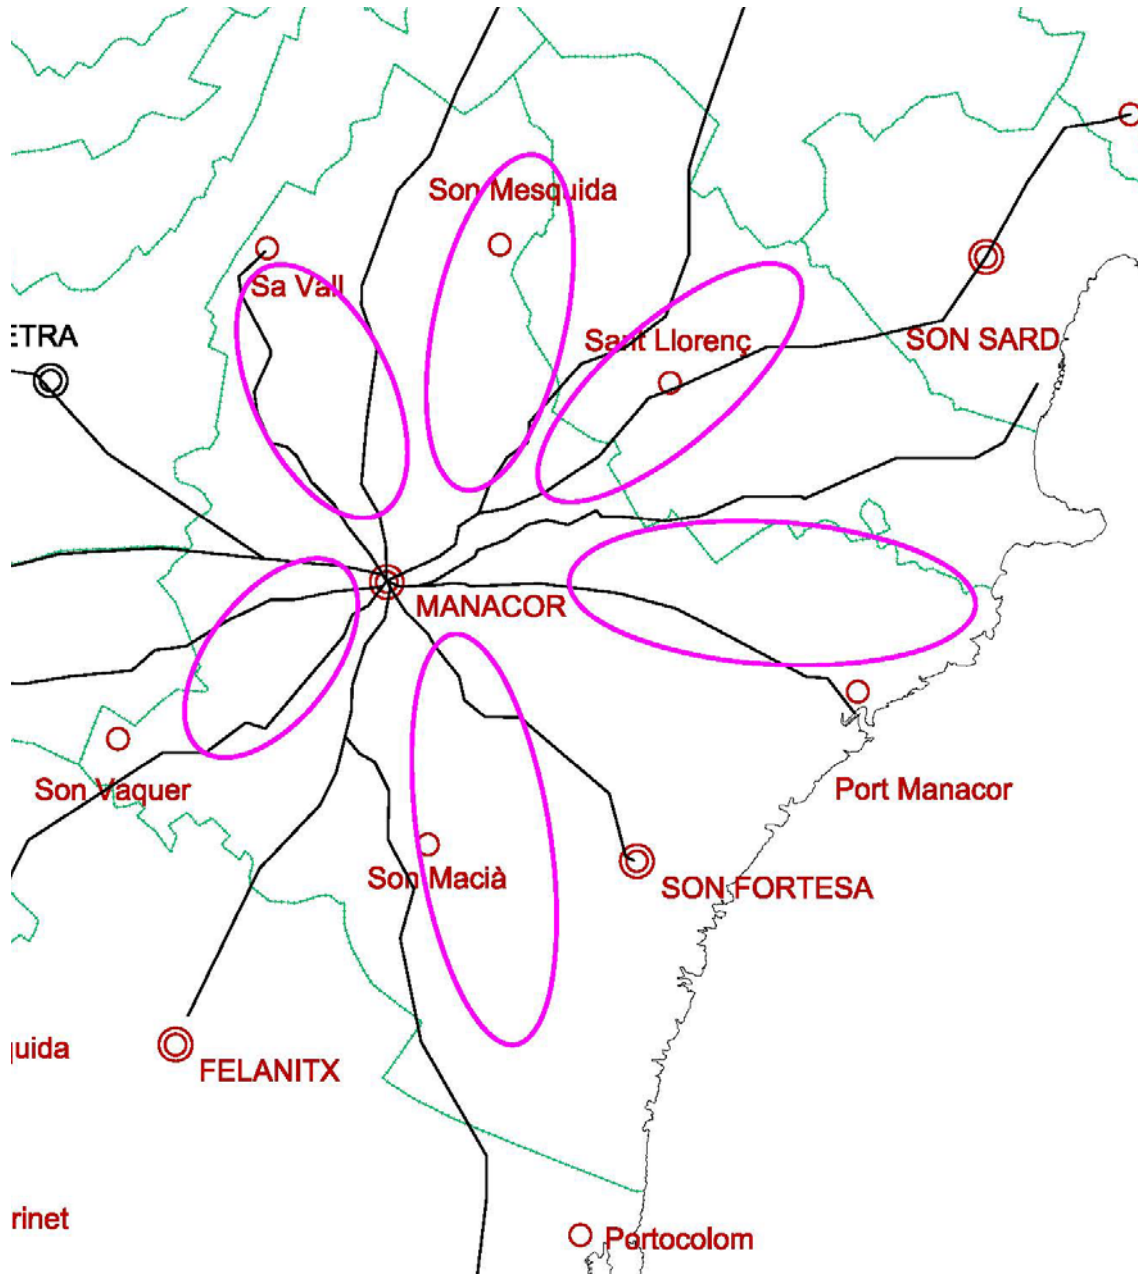 Son Mesquida
Sa Vall
ETRA
Sant Llorenç
SON SARD
MANACOR
Son Vaquer
Port Manacor
Son Macià
SON FORTESA
uida
FELANITX
rinet
Portocolom